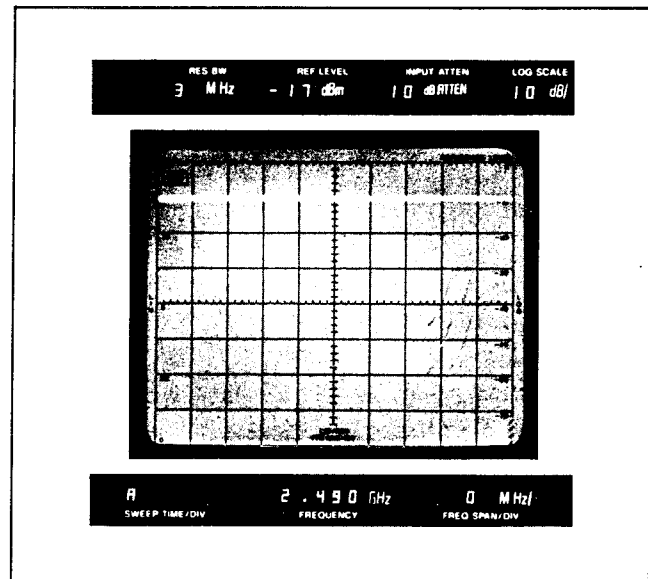 RES BW REF LEVEL INPUT ATTEN LOG SCALE
3 MHz -17 dBm 10 dB ATTEN 10 dB/
A 2.490 GHz 0 MHz/
SWEEP TIME/DIV FREQUENCY FREQ SPAN/DIV